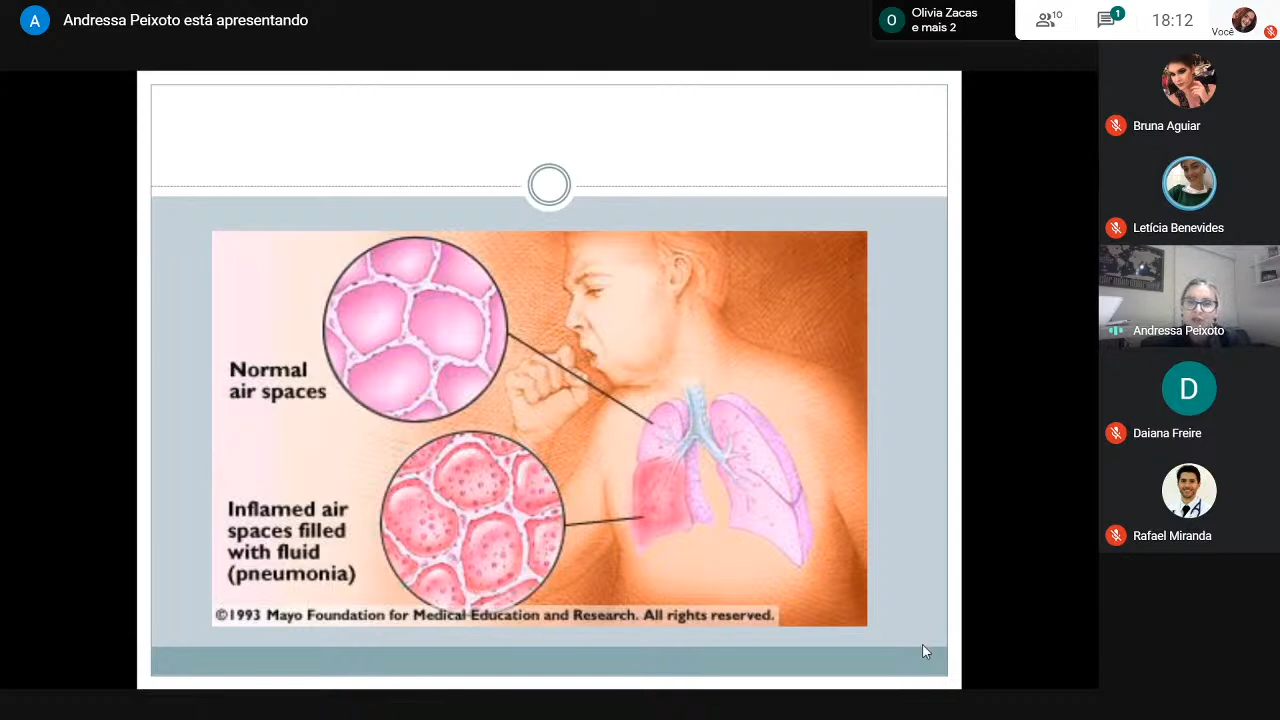 A
Andressa Peixoto está apresentando
O
Olivia Zacas
e mais 2
10
1
18:12
Você
Bruna Aguiar
Letícia Benevides
Andressa Peixoto
D
Daiana Freire
Rafael Miranda
Normal
air spaces
Inflamed air
spaces filled
with fluid
(pneumonia)
©1993 Mayo Foundation for Medical Education and Research. All rights reserved.